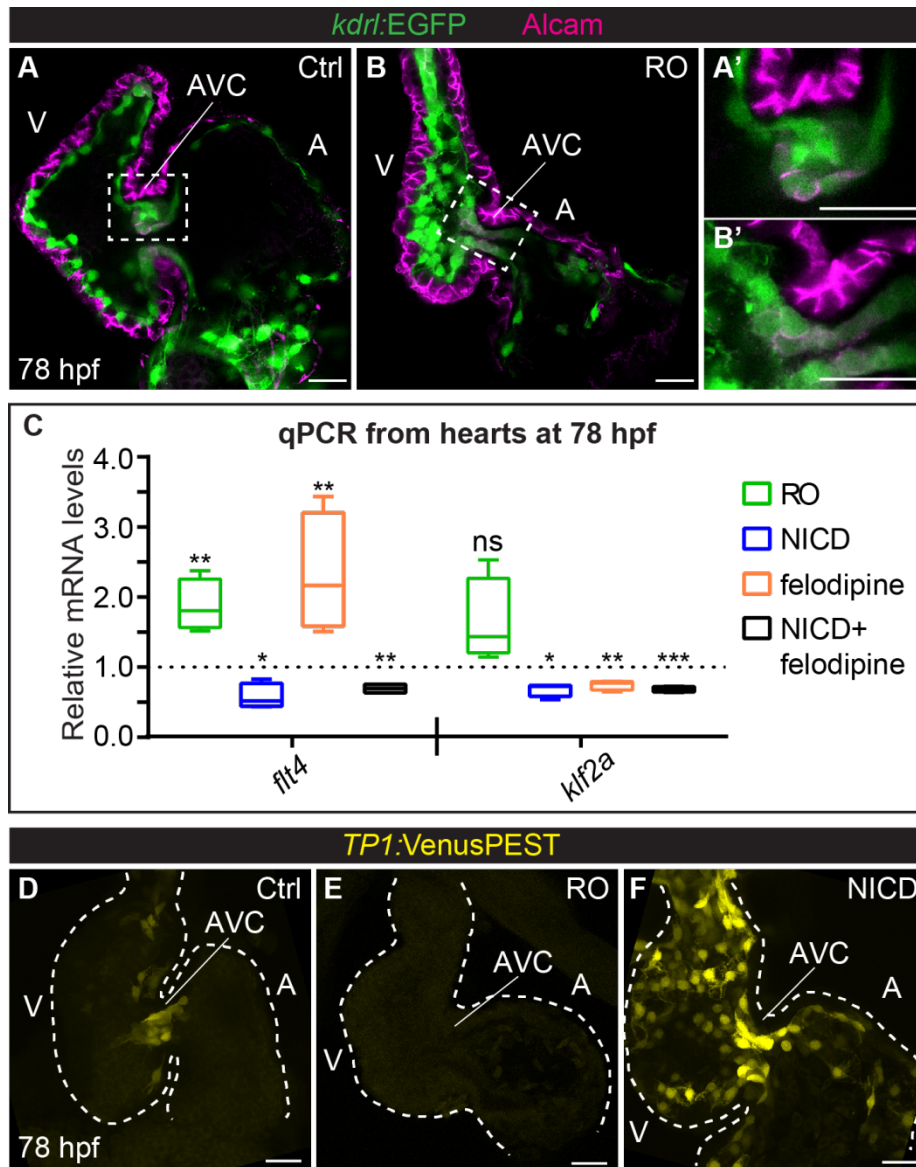 kdrl:EGFP Alcam
A Ctrl
AVC
V
A
78 hpf
B RO
V
AVC
A
A’
B’
C
qPCR from hearts at 78 hpf
Relative mRNA levels
4.0
3.0
2.0
1.0
0.0
**
*
**
**
ns
*
**
***
flt4
klf2a
RO
NICD
felodipine
NICD+
felodipine
TP1:VenusPEST
D Ctrl
AVC
V
A
78 hpf
E RO
AVC
A
V
F NICD
AVC
A
V